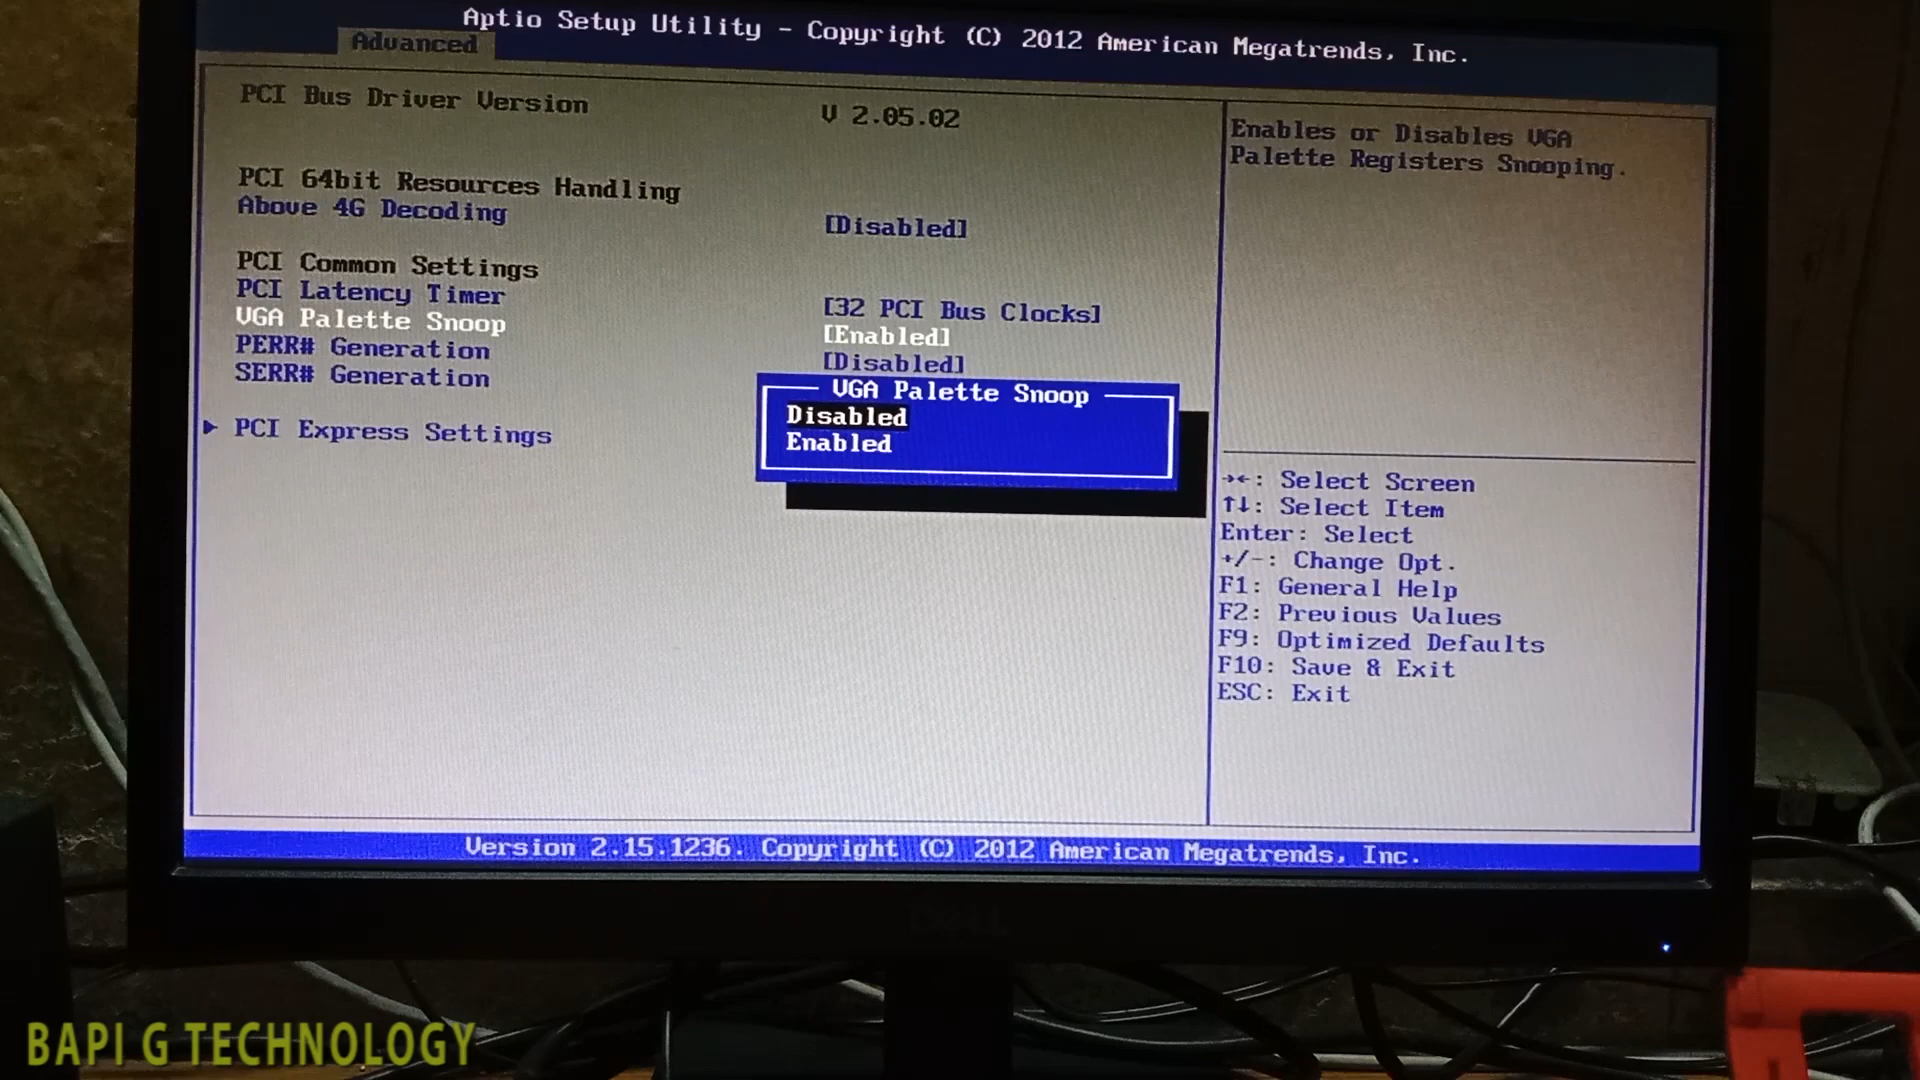 Aptio Setup Utility - Copyright (C) 2012 American Megatrends, Inc.
Advanced
PCI Bus Driver Version V 2.05.02
PCI 64bit Resources Handling
Above 4G Decoding [Disabled]
PCI Common Settings
PCI Latency Timer [32 PCI Bus Clocks]
VGA Palette Snoop [Enabled]
PERR# Generation [Disabled]
SERR# Generation
PCI Express Settings
VGA Palette Snoop
Disabled
Enabled
Enables or Disables VGA
Palette Registers Snooping.
→←: Select Screen
↑↓: Select Item
Enter: Select
+/-: Change Opt.
F1: General Help
F2: Previous Values
F9: Optimized Defaults
F10: Save & Exit
ESC: Exit
Version 2.15.1236. Copyright (C) 2012 American Megatrends, Inc.
DELL
BAPI G TECHNOLOGY